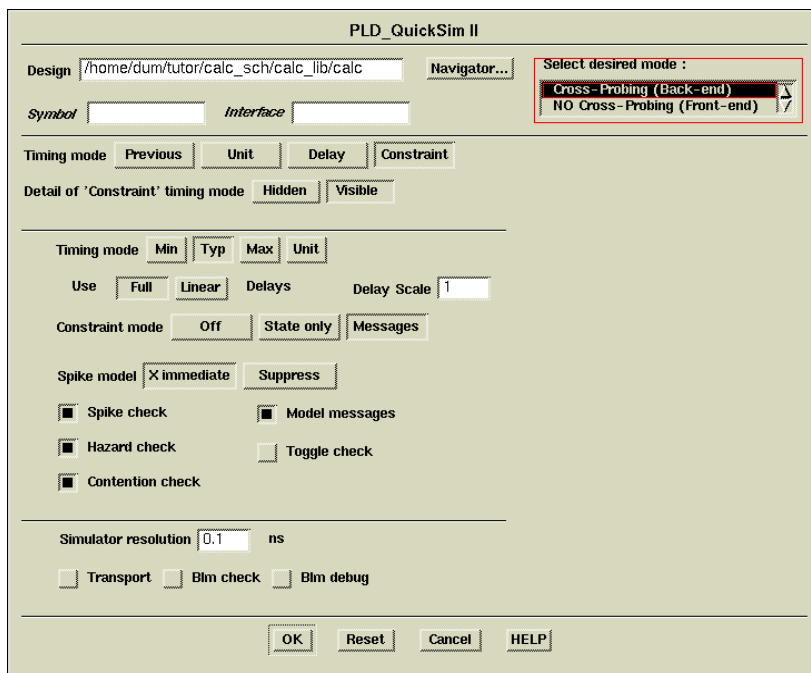 PLD_QuickSim II
Design /home/dum/tutor/calc_sch/calc_lib/calc Navigator... Select desired mode :
Cross-Probing (Back-end)
NO Cross-Probing (Front-end)
Symbol Interface
Timing mode Previous Unit Delay Constraint
Detail of 'Constraint' timing mode Hidden Visible
Timing mode Min Typ Max Unit
Use Full Linear Delays Delay Scale 1
Constraint mode Off State only Messages
Spike model X immediate Suppress
Spike check Model messages
Hazard check Toggle check
Contention check
Simulator resolution 0.1 ns
Transport Blm check Blm debug
OK Reset Cancel HELP